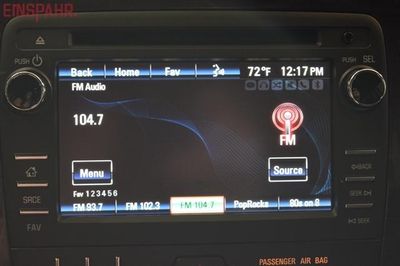 EINSPAHR.
PUSH
SEL
PUSH
Back Home Fav 72°F 12:17 PM
FM Audio
104.7
FM
Menu
Source
Fav 1 2 3 4 5 6
FM 93.7 FM 102.3 FM 104.7 PopRocks 80s on 8
SRCE
FAV
BACK
SEEK
SEEK
PASSENGER AIR BAG